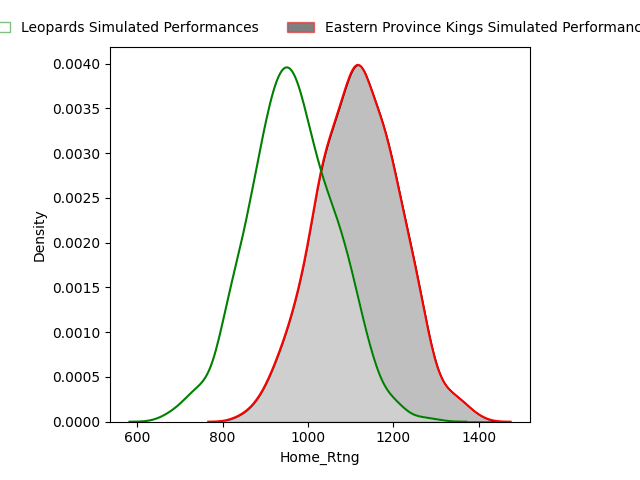 Leopards Simulated Performances
Eastern Province Kings Simulated Performanc
0.0040
0.0035
0.0030
0.0025
0.0020
0.0015
0.0010
0.0005
0.0000
Density
600 800 1000 1200 1400
Home_Rtng